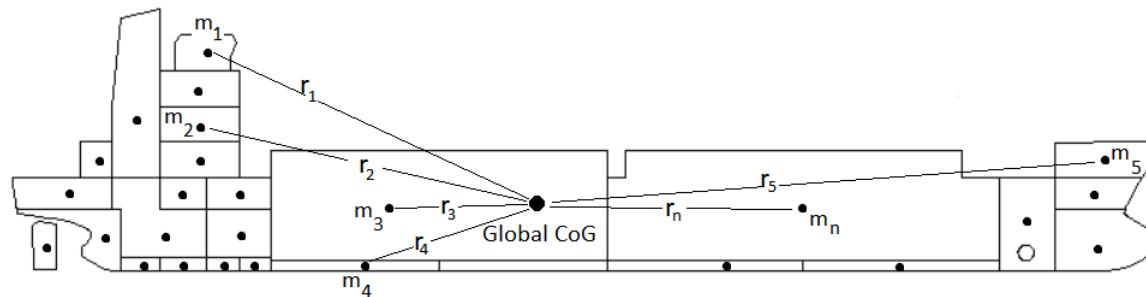 m₁
r₁
m₂
r₂
m₅
r₅
m₃
r₃
rₙ
mₙ
Global CoG
r₄
m₄